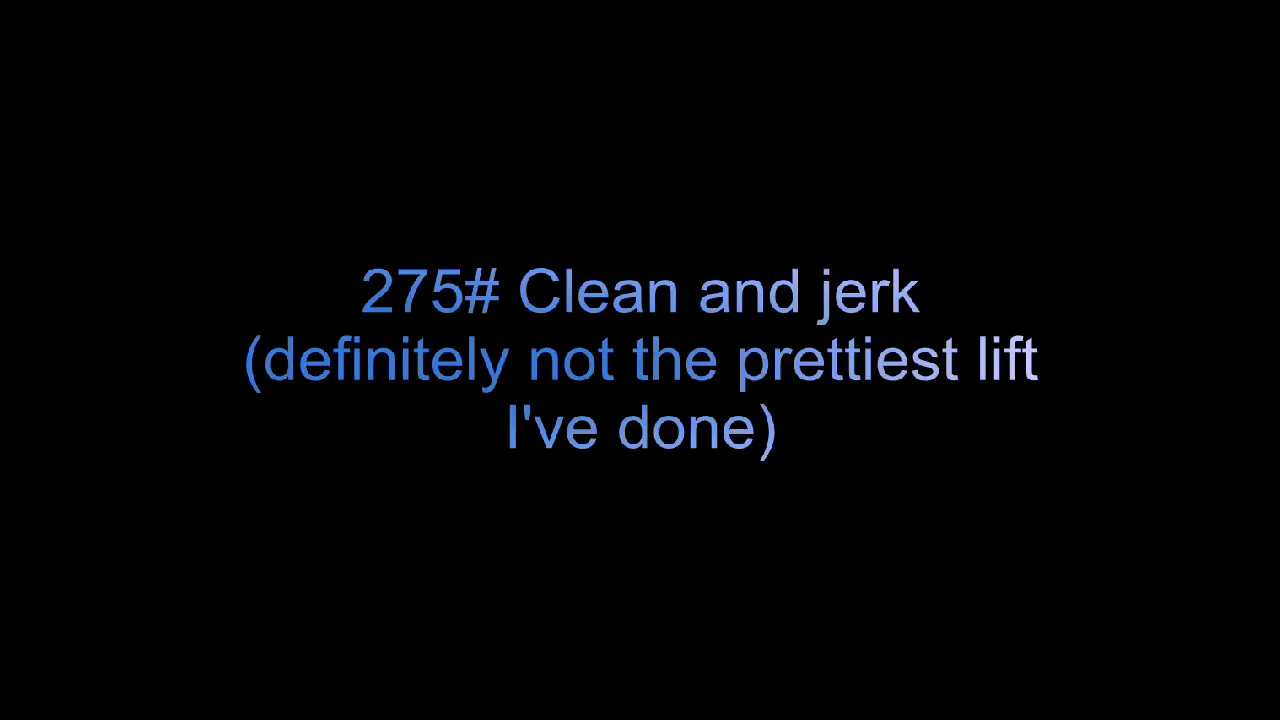 275# Clean and jerk
(definitely not the prettiest lift
I've done)